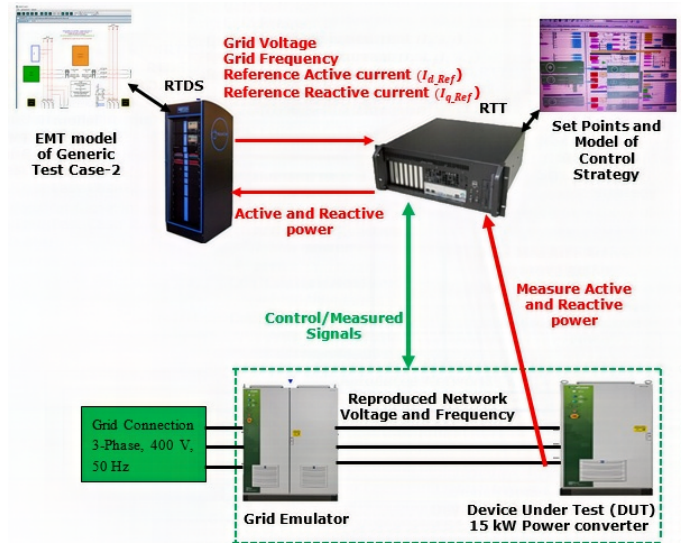 Grid Voltage
Grid Frequency
Reference Active current (I_d_Ref)
Reference Reactive current (I_q_Ref)
RTDS
RTT
EMT model
of Generic
Test Case-2
Set Points and
Model of
Control
Strategy
Active and Reactive
power
Measure Active
and Reactive
power
Control/Measured
Signals
Grid Connection
3-Phase, 400 V,
50 Hz
Reproduced Network
Voltage and Frequency
Grid Emulator
Device Under Test (DUT)
15 kW Power converter